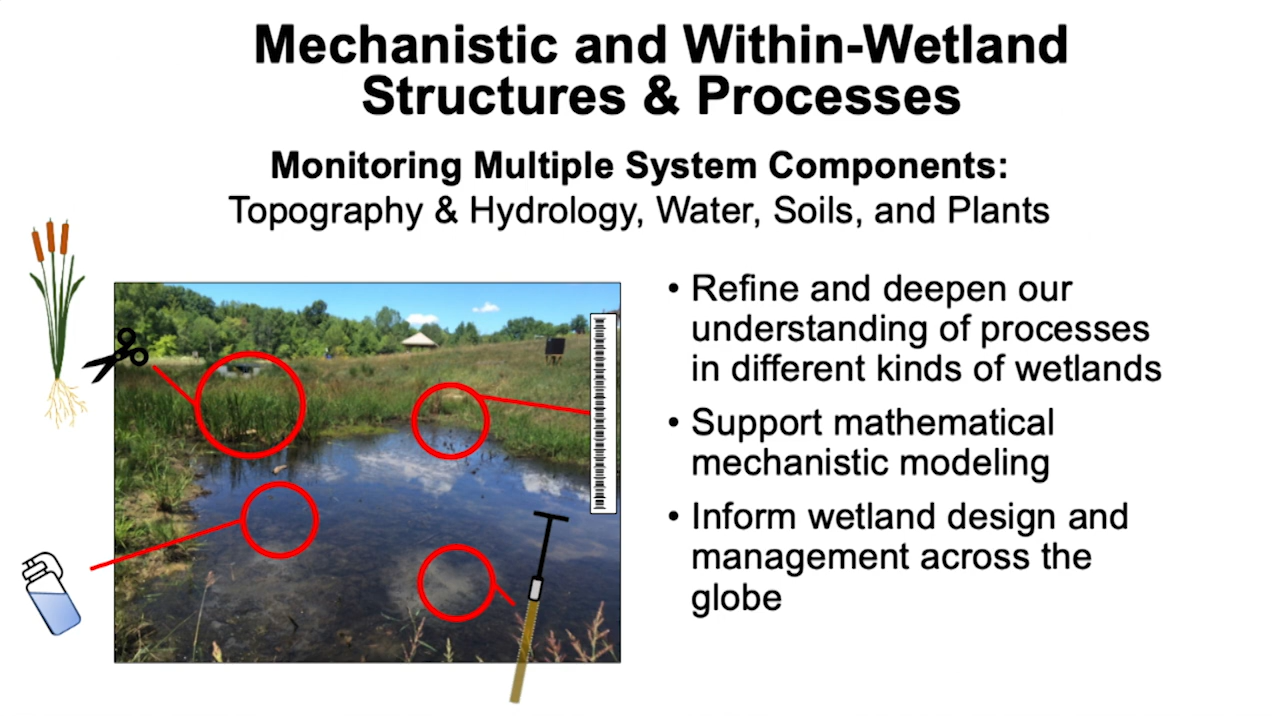 Mechanistic and Within-Wetland
Structures & Processes
Monitoring Multiple System Components:
Topography & Hydrology, Water, Soils, and Plants
• Refine and deepen our
understanding of processes
in different kinds of wetlands
• Support mathematical
mechanistic modeling
• Inform wetland design and
management across the
globe